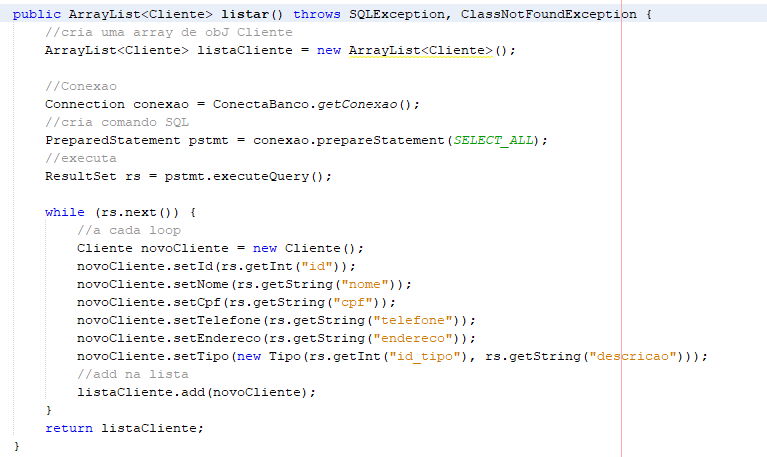 public ArrayList<Cliente> listar() throws SQLException, ClassNotFoundException {
//cria uma array de obJ Cliente
ArrayList<Cliente> listaCliente = new ArrayList<Cliente>();
//Conexao
Connection conexao = ConectaBanco.getConexao();
//cria comando SQL
PreparedStatement pstmt = conexao.prepareStatement(SELECT_ALL);
//executa
ResultSet rs = pstmt.executeQuery();
while (rs.next()) {
//a cada loop
Cliente novoCliente = new Cliente();
novoCliente.setId(rs.getInt("id"));
novoCliente.setNome(rs.getString("nome"));
novoCliente.setCpf(rs.getString("cpf"));
novoCliente.setTelefone(rs.getString("telefone"));
novoCliente.setEndereco(rs.getString("endereco"));
novoCliente.setTipo(new Tipo(rs.getInt("id_tipo"), rs.getString("descricao")));
//add na lista
listaCliente.add(novoCliente);
}
return listaCliente;
}